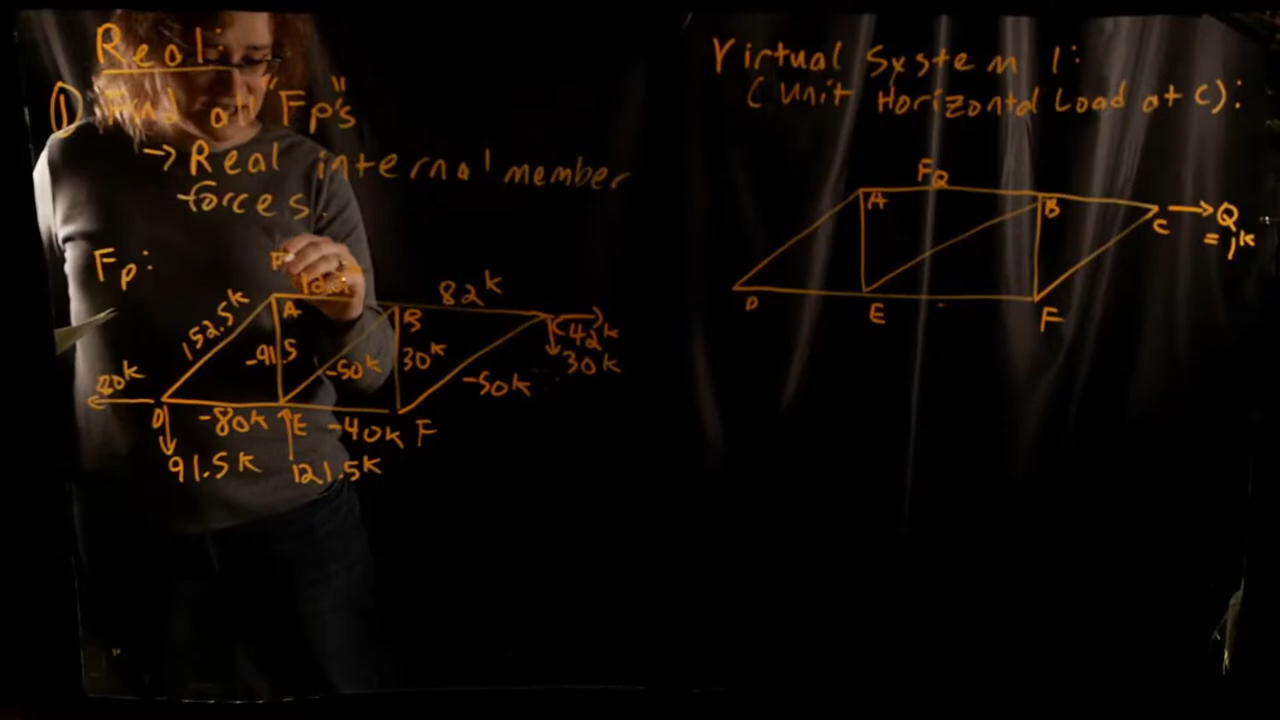 Real:
① Find all "Fp"s
→ Real internal member
forces.
Fp:
152.5k
A
82k
-91.5
-50k
B
30k
C
42k
30k
-50k
80k
D
-80k
E
-40k
F
91.5k
121.5k
Virtual System 1:
(Unit Horizontal Load at C):
FQ
A
B
C
Q
= 1k
D
E
F